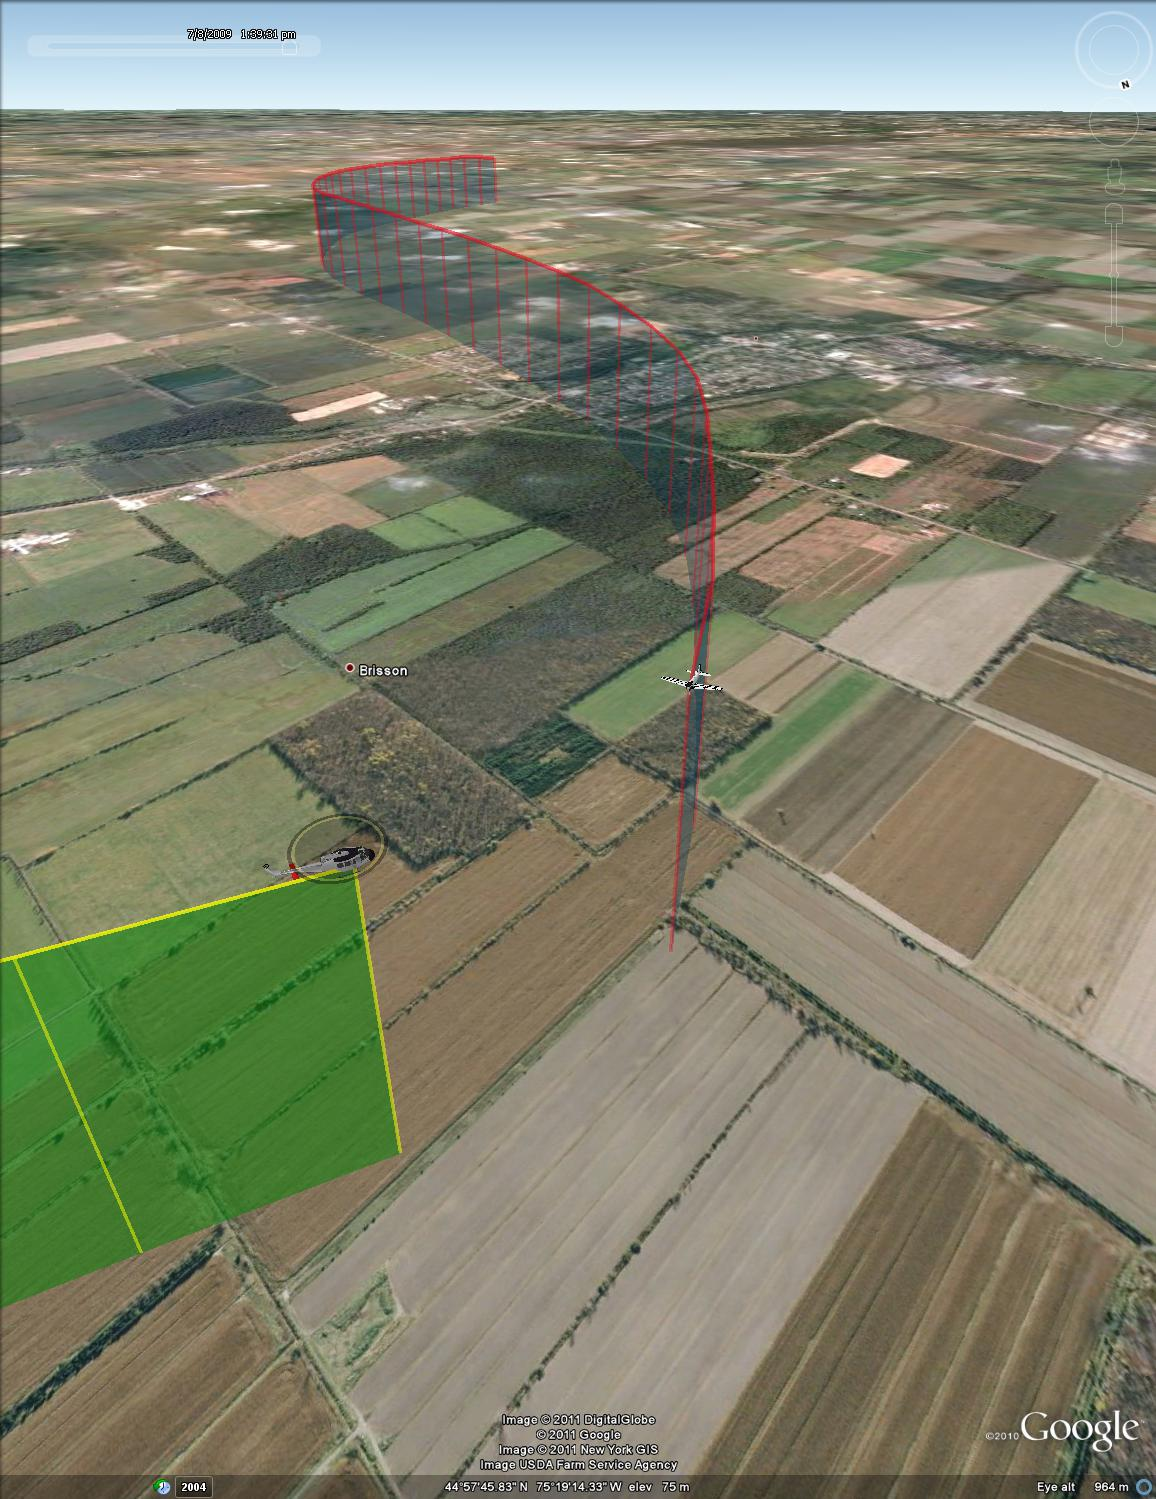 7/8/2009 1:39:31 pm
N
Brisson
Image © 2011 DigitalGlobe
© 2011 Google
Image © 2011 New York GIS
Image USDA Farm Service Agency
©2010 Google
2004
44°57'45.83" N 75°19'14.33" W elev 75 m
Eye alt 964 m